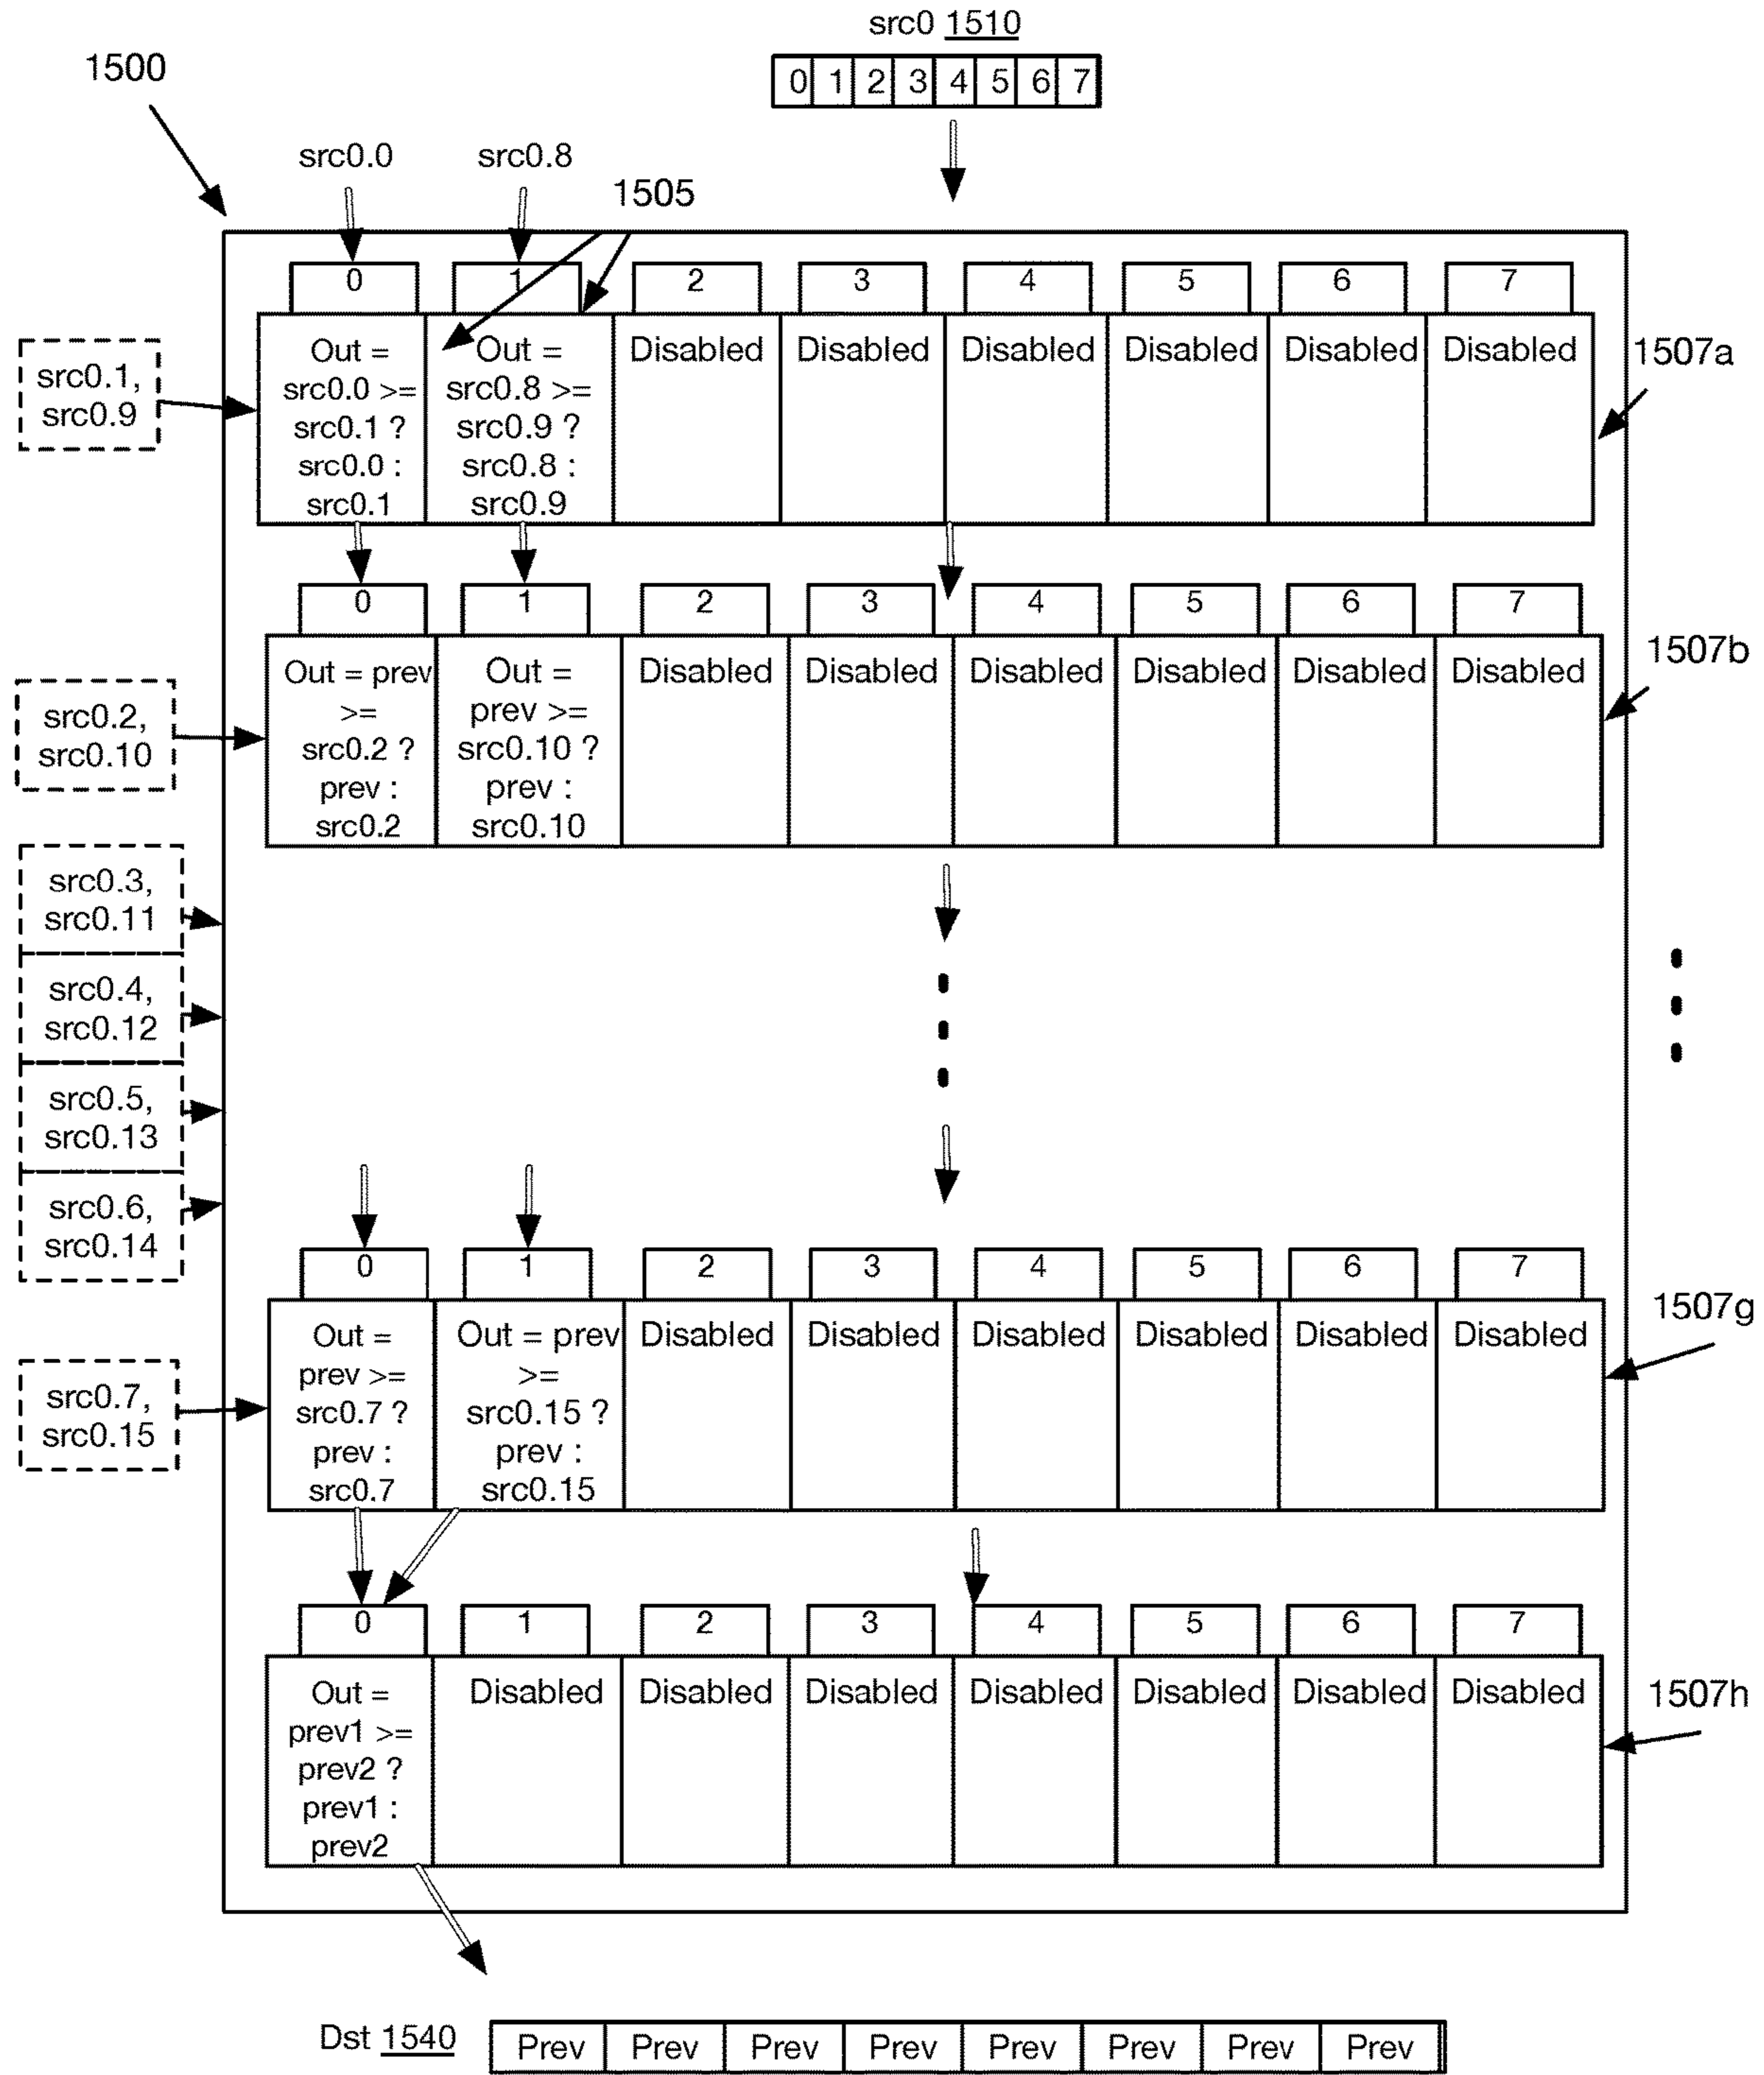 src0 1510
0 1 2 3 4 5 6 7
1500
src0.0 src0.8
1505
0 1 2 3 4 5 6 7
src0.1,
src0.9
Out =
src0.0 >=
src0.1 ?
src0.0 :
src0.1
Out =
src0.8 >=
src0.9 ?
src0.8 :
src0.9
Disabled Disabled Disabled Disabled Disabled Disabled
1507a
0 1 2 3 4 5 6 7
src0.2,
src0.10
Out = prev
>=
src0.2 ?
prev :
src0.2
Out =
prev >=
src0.10 ?
prev :
src0.10
Disabled Disabled Disabled Disabled Disabled Disabled
1507b
src0.3,
src0.11
src0.4,
src0.12
src0.5,
src0.13
src0.6,
src0.14
0 1 2 3 4 5 6 7
src0.7,
src0.15
Out =
prev >=
src0.7 ?
prev :
src0.7
Out = prev
>=
src0.15 ?
prev :
src0.15
Disabled Disabled Disabled Disabled Disabled Disabled
1507g
0 1 2 3 4 5 6 7
Out =
prev1 >=
prev2 ?
prev1 :
prev2
Disabled Disabled Disabled Disabled Disabled Disabled Disabled
1507h
Dst 1540
Prev Prev Prev Prev Prev Prev Prev Prev